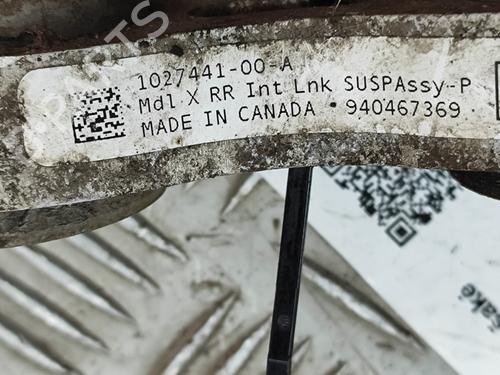 1027441-00-A
Mdl X RR Int Lnk SUSPAssy-P
MADE IN CANADA • 940467369